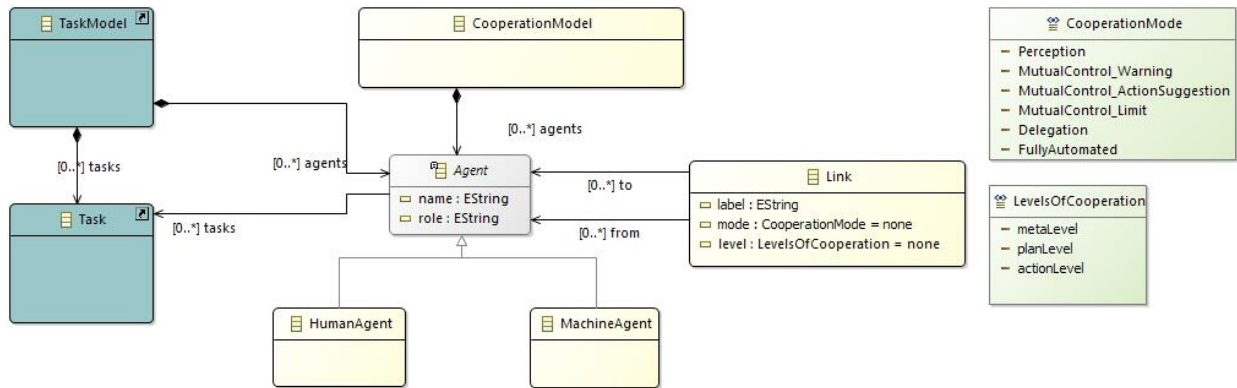 TaskModel
CooperationModel
CooperationMode
Perception
MutualControl_Warning
MutualControl_ActionSuggestion
MutualControl_Limit
Delegation
FullyAutomated
[0..*] agents
[0..*] tasks
[0..*] agents
Agent
name : EString
role : EString
[0..*] to
[0..*] from
Link
label : EString
mode : CooperationMode = none
level : LevelsOfCooperation = none
LevelsOfCooperation
metaLevel
planLevel
actionLevel
Task
[0..*] tasks
HumanAgent
MachineAgent